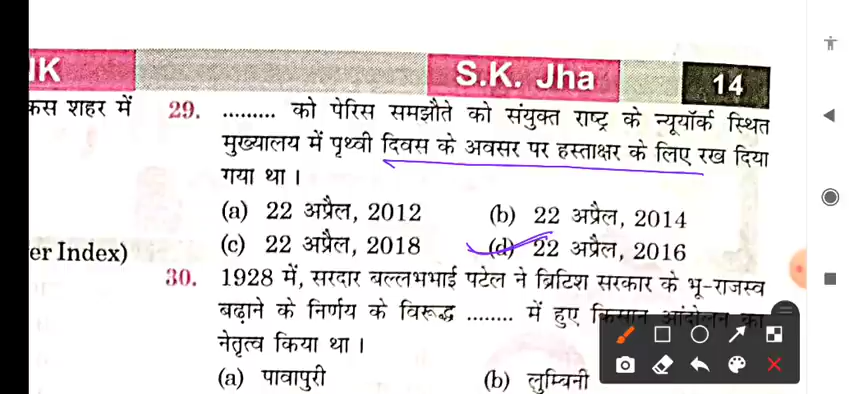 IK
S.K. Jha
14
कस शहर में
29. ......... को पेरिस समझौते को संयुक्त राष्ट्र के न्यूयॉर्क स्थित
मुख्यालय में पृथ्वी दिवस के अवसर पर हस्ताक्षर के लिए रख दिया
गया था ।
(a) 22 अप्रैल, 2012 (b) 22 अप्रैल, 2014
(c) 22 अप्रैल, 2018 (d) 22 अप्रैल, 2016
er Index)
30. 1928 में, सरदार बल्लभभाई पटेल ने ब्रिटिश सरकार के भू-राजस्व
बढ़ाने के निर्णय के विरूद्ध ........ में हुए किसान आंदोलन का
नेतृत्व किया था ।
(a) पावापुरी (b) लुम्बिनी